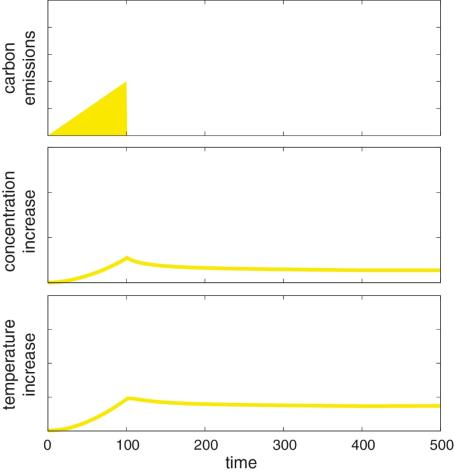 carbon
emissions
concentration
increase
temperature
increase
0 100 200 300 400 500
time